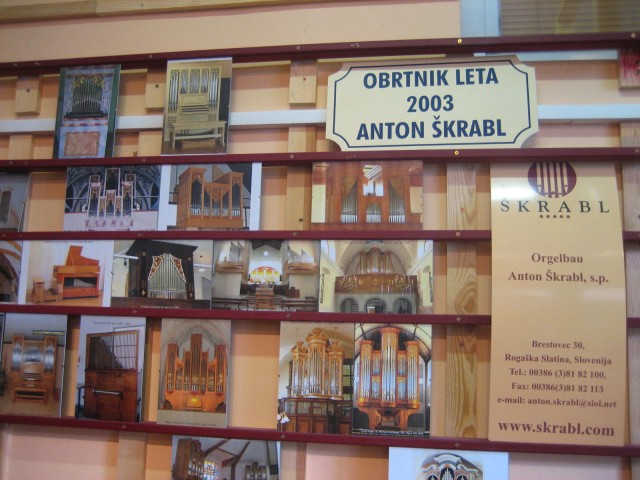 OBRTNIK LETA
2003
ANTON ŠKRABL
ŠKRABL
Orgelbau
Anton Škrabl, s.p.
Brestovec 30,
Rogaška Slatina, Slovenija
Tel.: 00386 (3)81 82 100,
Fax: 00386(3)81 82 113
e-mail: anton.skrabl@siol.net
www.skrabl.com